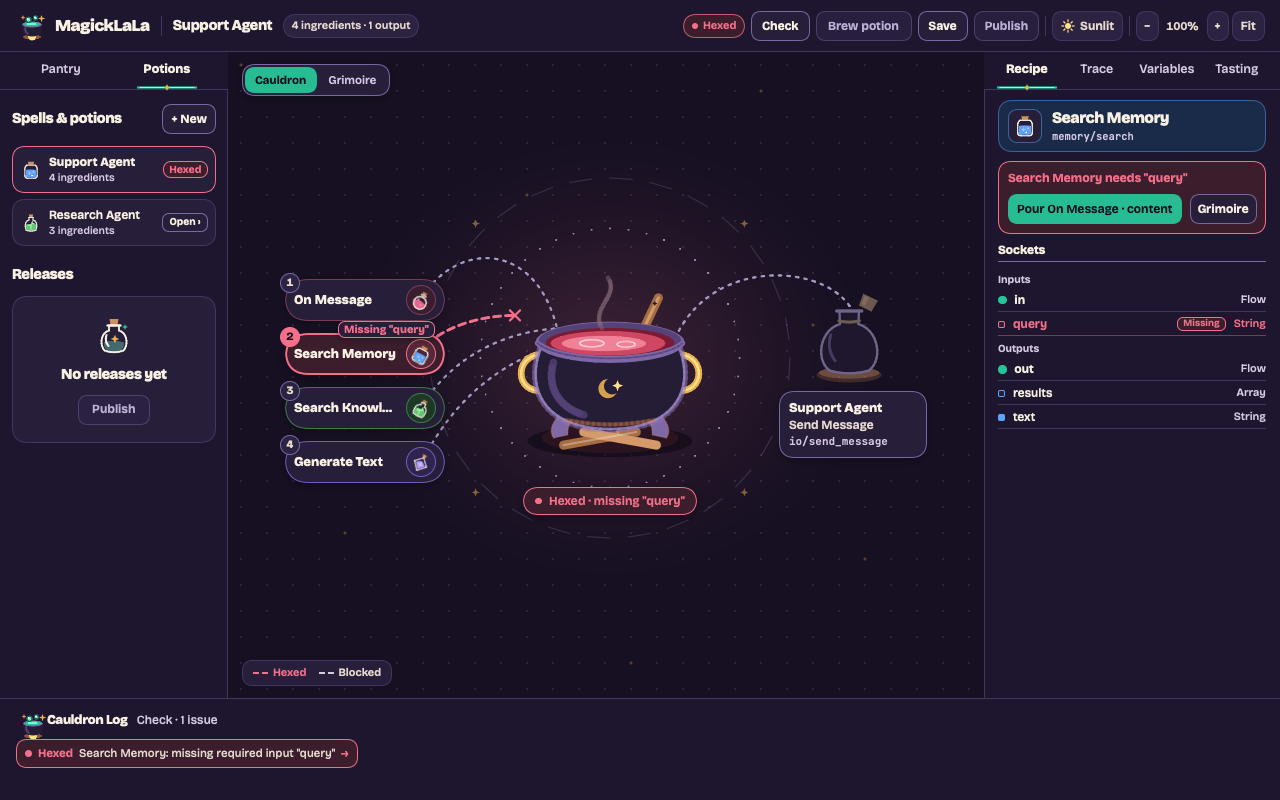 MagickLaLa
Support Agent
4 ingredients · 1 output
Hexed
Check
Brew potion
Save
Publish
Sunlit
−
100%
+
Fit
Pantry
Potions
Spells & potions
+ New
Support Agent
4 ingredients
Hexed
Research Agent
3 ingredients
Open ›
Releases
No releases yet
Publish
Cauldron
Grimoire
1
On Message
Missing "query"
2
Search Memory
3
Search Knowl...
4
Generate Text
Hexed · missing "query"
Support Agent
Send Message
io/send_message
Hexed
Blocked
Recipe
Trace
Variables
Tasting
Search Memory
memory/search
Search Memory needs "query"
Pour On Message · content
Grimoire
Sockets
Inputs
in Flow
query Missing String
Outputs
out Flow
results Array
text String
Cauldron Log Check · 1 issue
Hexed Search Memory: missing required input "query" →